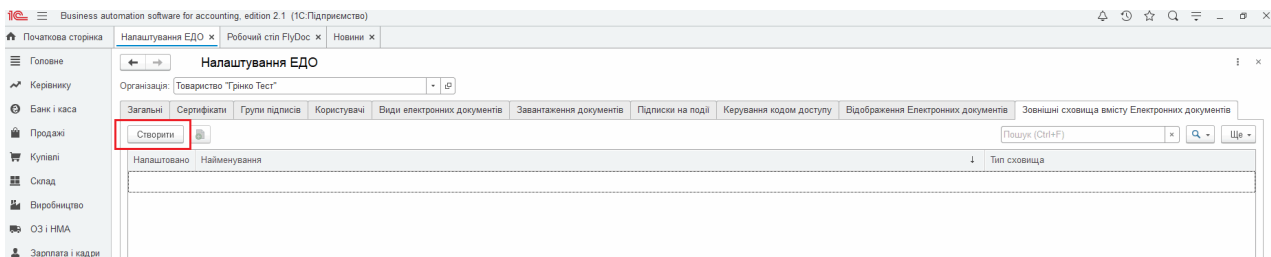 1С Business automation software for accounting, edition 2.1 (1С:Підприємство)
Початкова сторінка Налаштування ЕДО × Робочий стіл FlyDoc × Новини ×
Головне
Налаштування ЕДО
Керівнику
Організація: Товариство "Грінко Тест"
Банк і каса
Загальні Сертифікати Групи підписів Користувачі Види електронних документів Завантаження документів Підписки на події Керування кодом доступу Відображення Електронних документів Зовнішні сховища вмісту Електронних документів
Продажі
Створити Пошук (Ctrl+F) × Ще
Купівлі
Налаштовано Найменування ↓ Тип сховища
Склад
Виробництво
ОЗ і НМА
Зарплата і кадри